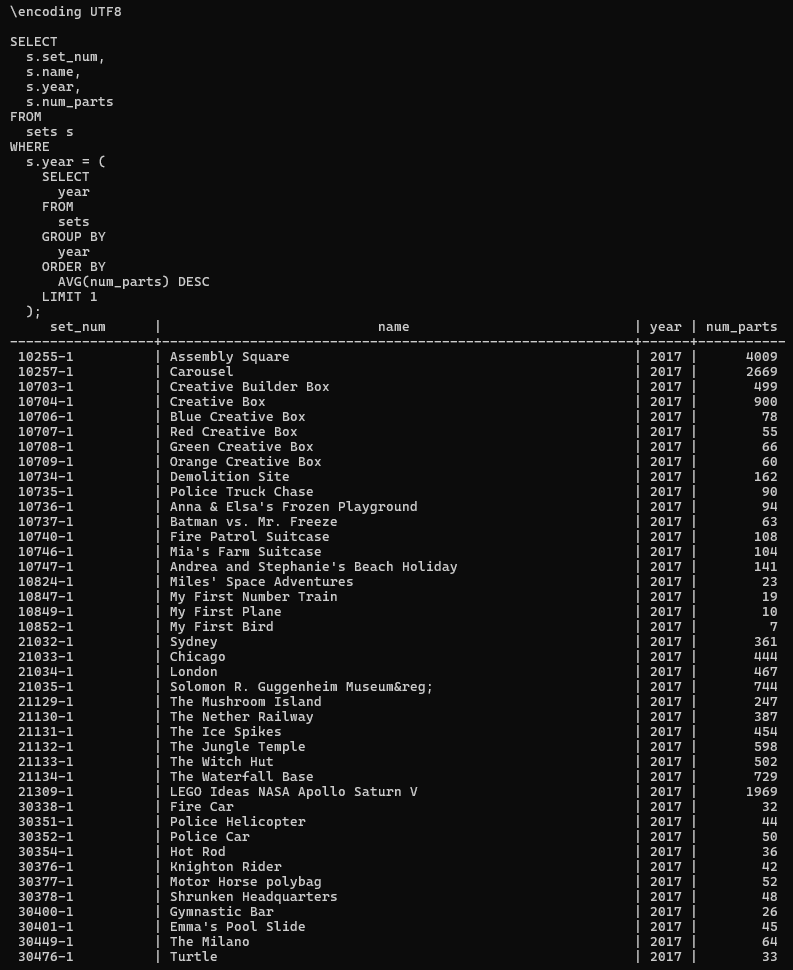 \encoding UTF8

SELECT
  s.set_num,
  s.name,
  s.year,
  s.num_parts
FROM
  sets s
WHERE
  s.year = (
    SELECT
      year
    FROM
      sets
    GROUP BY
      year
    ORDER BY
      AVG(num_parts) DESC
    LIMIT 1
  );
     set_num      |                           name                            | year | num_parts
------------------+-----------------------------------------------------------+------+-----------
 10255-1          | Assembly Square                                           | 2017 |      4009
 10257-1          | Carousel                                                  | 2017 |      2669
 10703-1          | Creative Builder Box                                      | 2017 |       499
 10704-1          | Creative Box                                              | 2017 |       900
 10706-1          | Blue Creative Box                                         | 2017 |        78
 10707-1          | Red Creative Box                                          | 2017 |        55
 10708-1          | Green Creative Box                                        | 2017 |        66
 10709-1          | Orange Creative Box                                       | 2017 |        60
 10734-1          | Demolition Site                                           | 2017 |       162
 10735-1          | Police Truck Chase                                        | 2017 |        90
 10736-1          | Anna & Elsa's Frozen Playground                           | 2017 |        94
 10737-1          | Batman vs. Mr. Freeze                                     | 2017 |        63
 10740-1          | Fire Patrol Suitcase                                      | 2017 |       108
 10746-1          | Mia's Farm Suitcase                                       | 2017 |       104
 10747-1          | Andrea and Stephanie's Beach Holiday                      | 2017 |       141
 10824-1          | Miles' Space Adventures                                   | 2017 |        23
 10847-1          | My First Number Train                                     | 2017 |        19
 10849-1          | My First Plane                                            | 2017 |        10
 10852-1          | My First Bird                                             | 2017 |         7
 21032-1          | Sydney                                                    | 2017 |       361
 21033-1          | Chicago                                                   | 2017 |       444
 21034-1          | London                                                    | 2017 |       467
 21035-1          | Solomon R. Guggenheim Museum&reg;                         | 2017 |       744
 21129-1          | The Mushroom Island                                       | 2017 |       247
 21130-1          | The Nether Railway                                        | 2017 |       387
 21131-1          | The Ice Spikes                                            | 2017 |       454
 21132-1          | The Jungle Temple                                         | 2017 |       598
 21133-1          | The Witch Hut                                             | 2017 |       502
 21134-1          | The Waterfall Base                                        | 2017 |       729
 21309-1          | LEGO Ideas NASA Apollo Saturn V                           | 2017 |      1969
 30338-1          | Fire Car                                                  | 2017 |        32
 30351-1          | Police Helicopter                                         | 2017 |        44
 30352-1          | Police Car                                                | 2017 |        50
 30354-1          | Hot Rod                                                   | 2017 |        36
 30376-1          | Knighton Rider                                            | 2017 |        42
 30377-1          | Motor Horse polybag                                       | 2017 |        52
 30378-1          | Shrunken Headquarters                                     | 2017 |        48
 30400-1          | Gymnastic Bar                                             | 2017 |        26
 30401-1          | Emma's Pool Slide                                         | 2017 |        45
 30449-1          | The Milano                                                | 2017 |        64
 30476-1          | Turtle                                                    | 2017 |        33